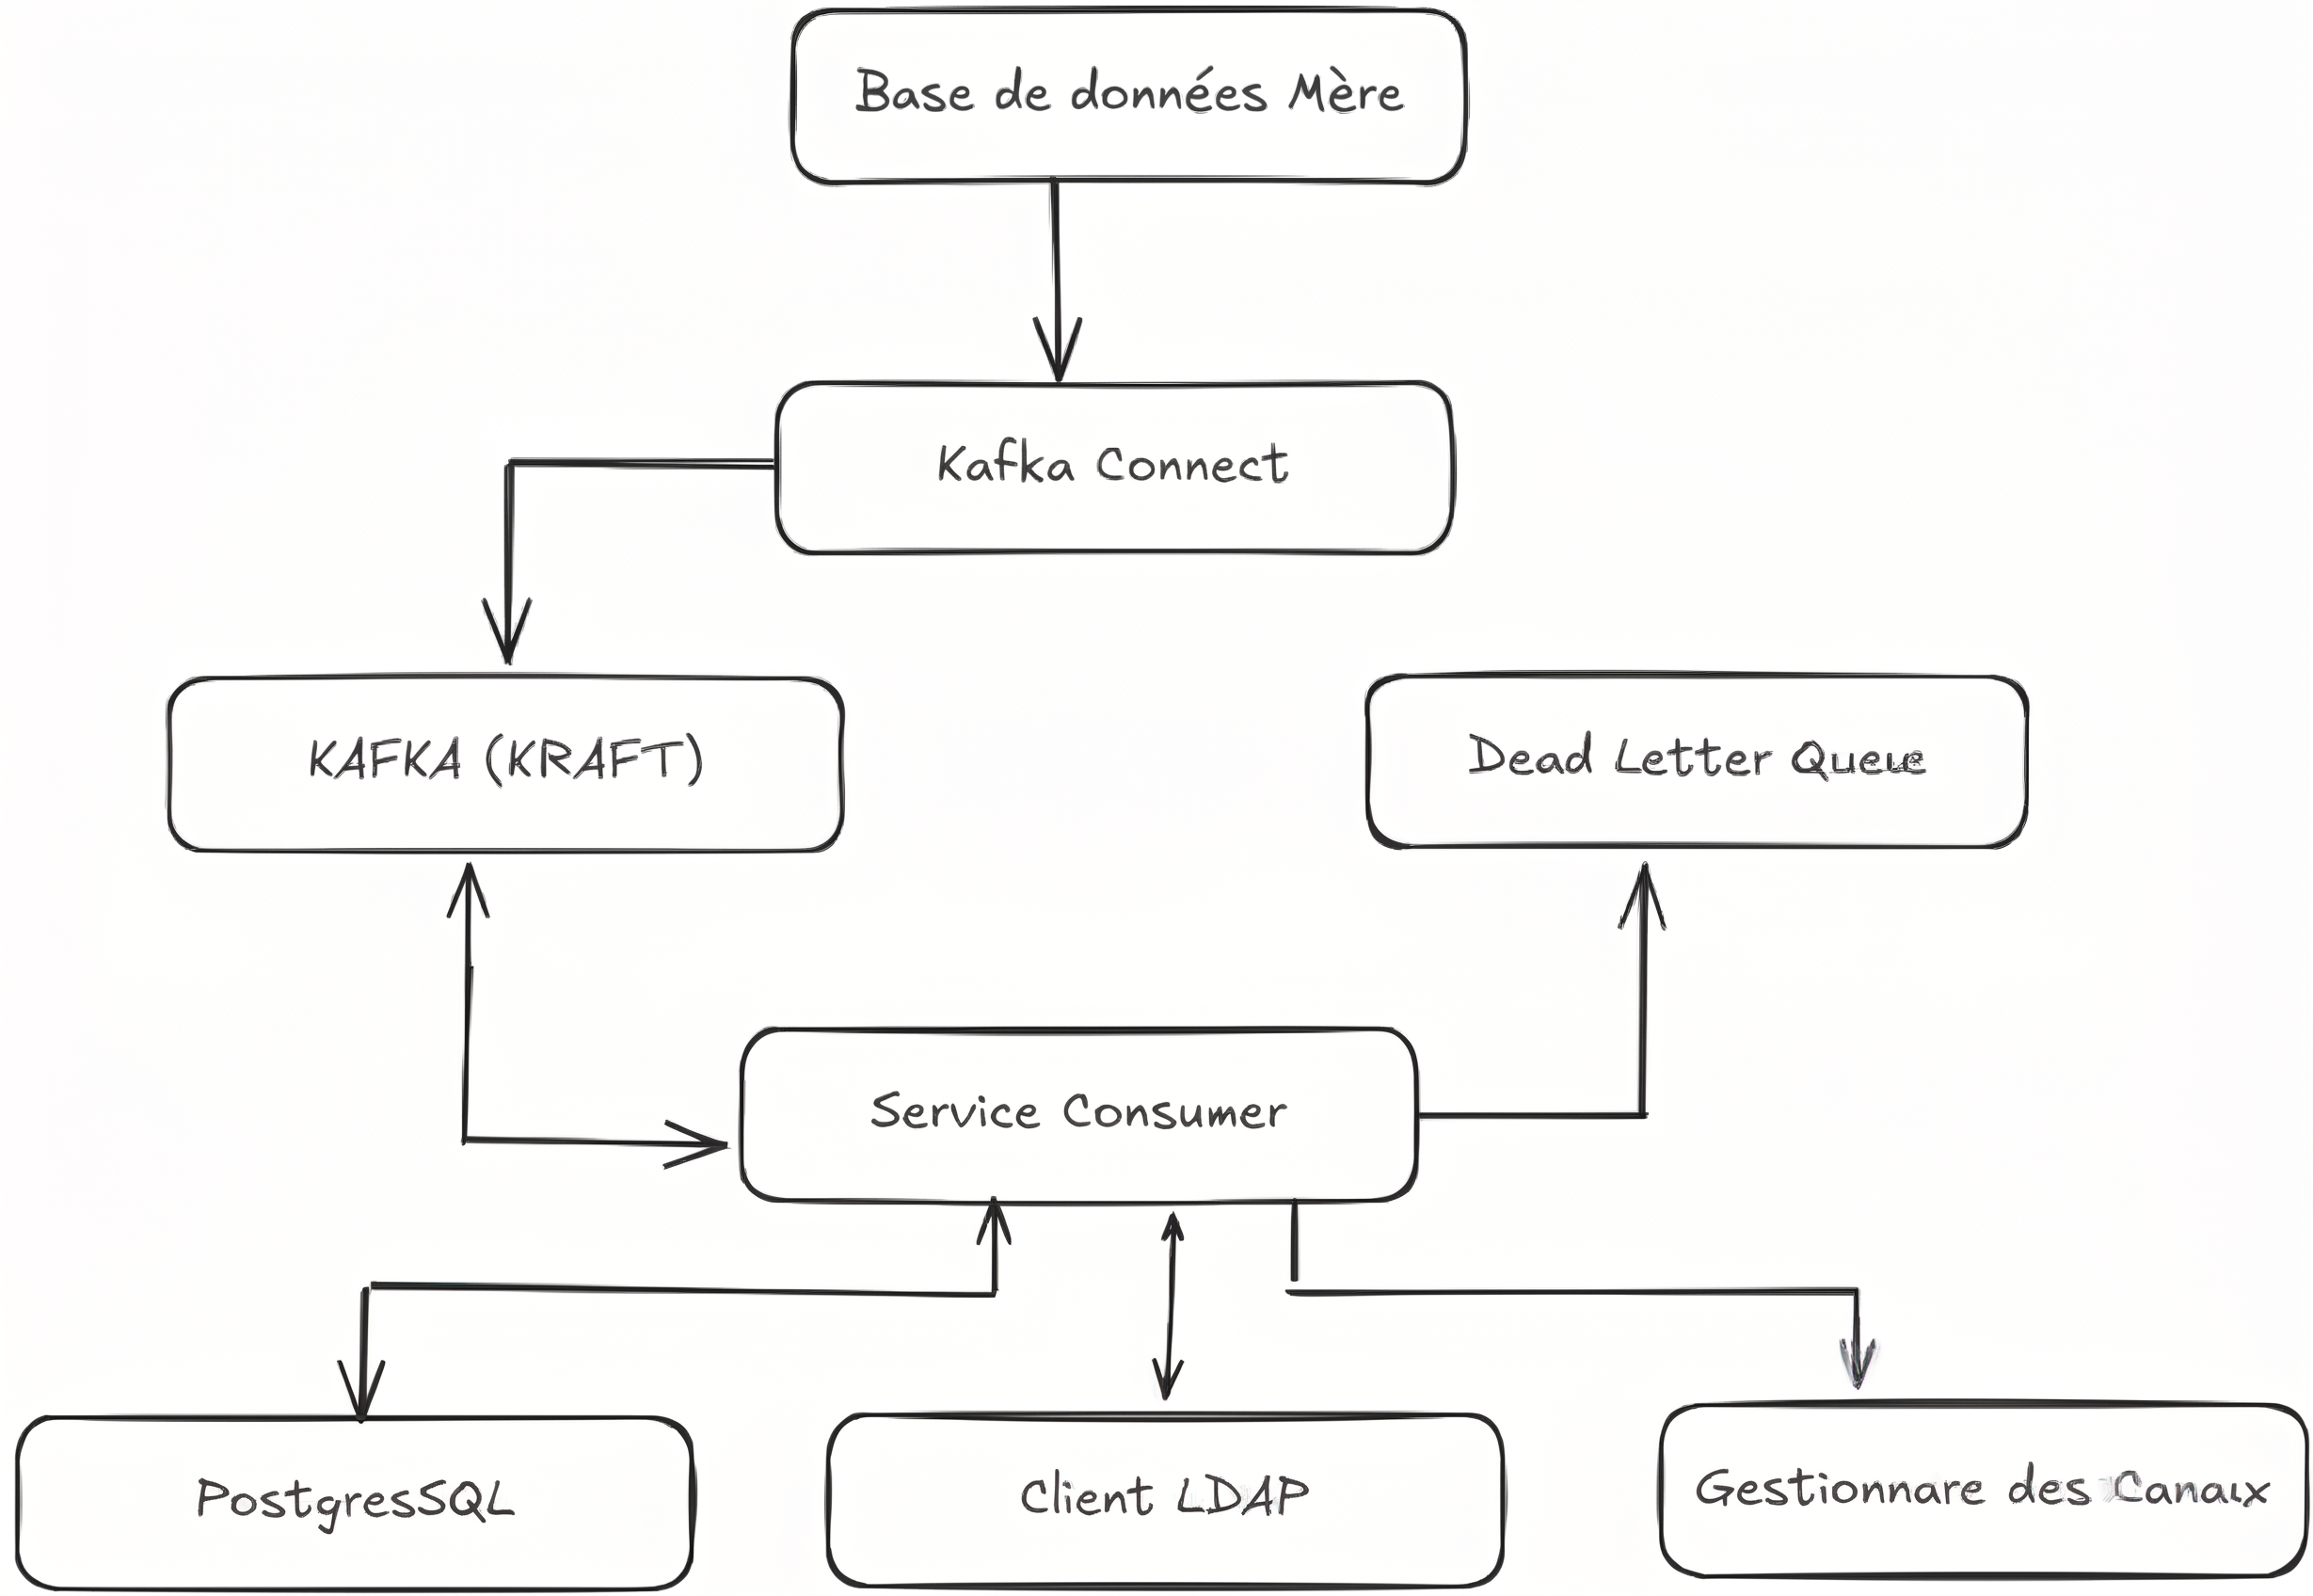 Base de données Mère
Kafka Connect
KAFKA (KRAFT)
Dead Letter Queue
Service Consumer
PostgresSQL
Client LDAP
Gestionnare des Canaux